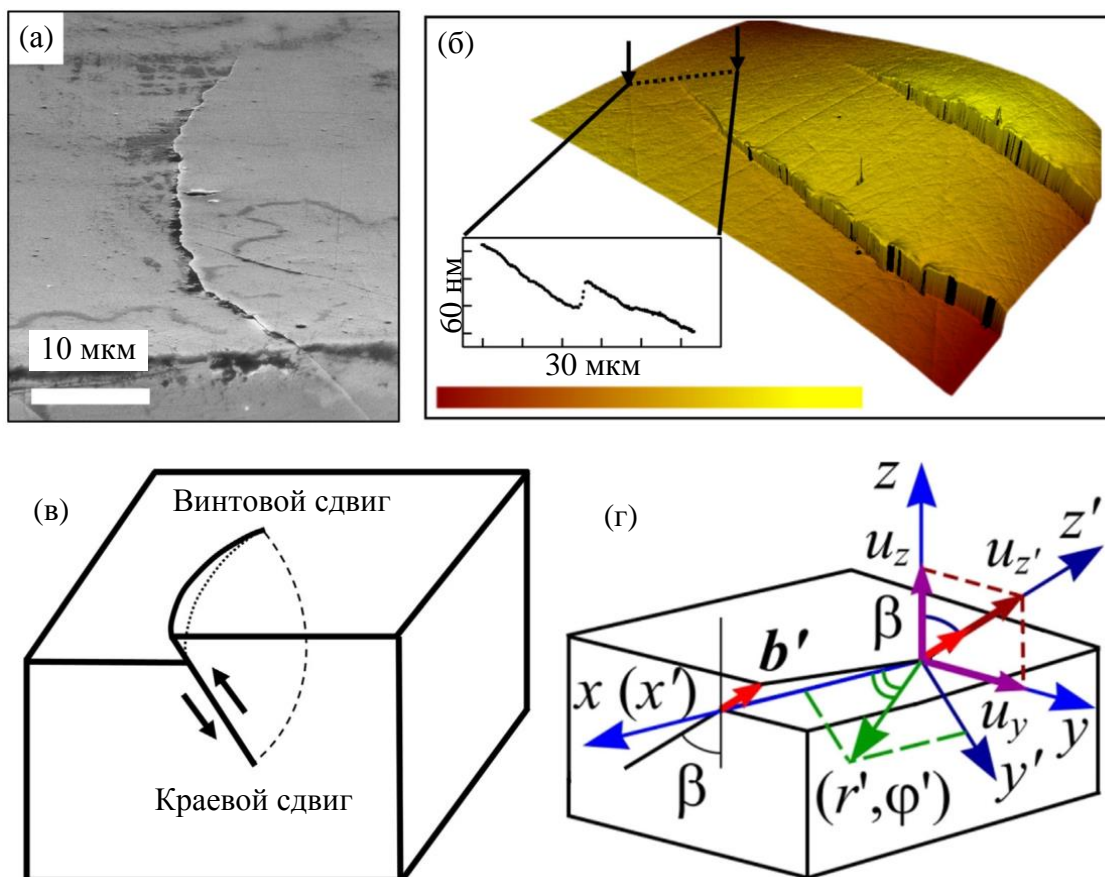 (а)
10 мкм
(б)
60 нм
30 мкм
(в)
Винтовой сдвиг
Краевой сдвиг
(г)
z
z'
u_z
u_z'
β
b'
x (x')
u_y
y
y'
β
(r',φ')